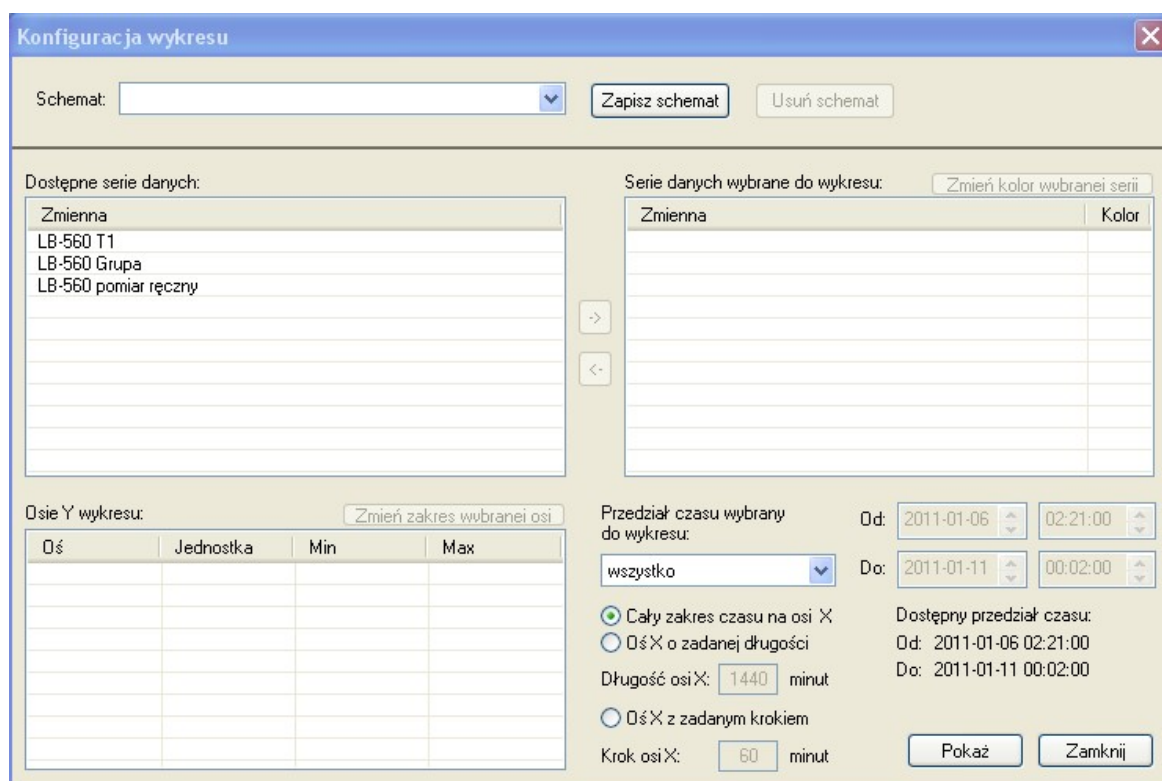 Konfiguracja wykresu
Schemat:
Zapisz schemat
Usuń schemat
Dostępne serie danych:
Zmienna
LB-560 T1
LB-560 Grupa
LB-560 pomiar ręczny
->
<-
Serie danych wybrane do wykresu:
Zmień kolor wybranej serii
Zmienna Kolor
Osie Y wykresu:
Zmień zakres wybranej osi
Oś Jednostka Min Max
Przedział czasu wybrany
do wykresu:
wszystko
Od: 2011-01-06 02:21:00
Do: 2011-01-11 00:02:00
Cały zakres czasu na osi X
Oś X o zadanej długości
Długość osi X: 1440 minut
Oś X z zadanym krokiem
Krok osi X: 60 minut
Dostępny przedział czasu:
Od: 2011-01-06 02:21:00
Do: 2011-01-11 00:02:00
Pokaż
Zamknij